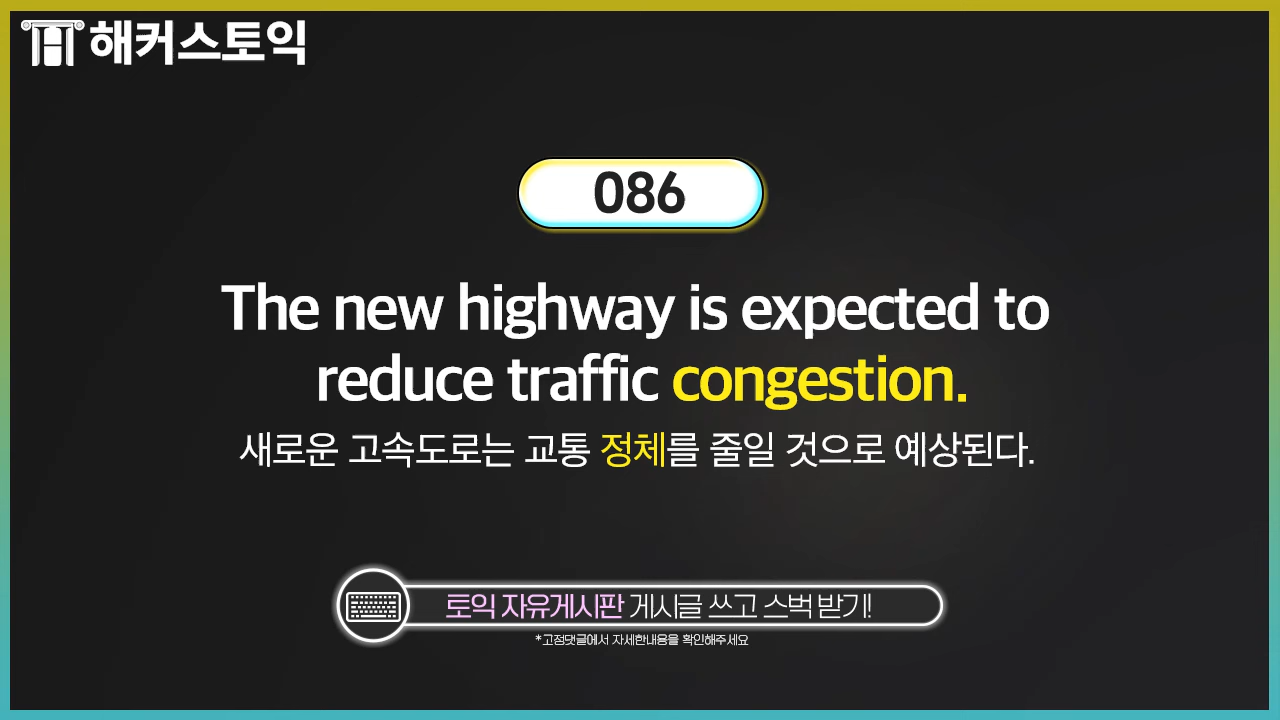 해커스토익
086
The new highway is expected to
reduce traffic congestion.
새로운 고속도로는 교통 정체를 줄일 것으로 예상된다.
토익 자유게시판 게시글 쓰고 스벅 받기!
*고정댓글에서 자세한내용을 확인해주세요